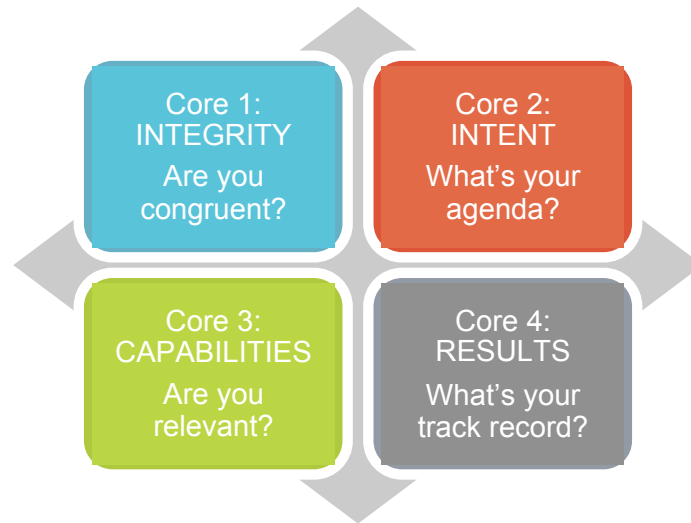 Core 1:
INTEGRITY
Are you
congruent?
Core 2:
INTENT
What's your
agenda?
Core 3:
CAPABILITIES
Are you
relevant?
Core 4:
RESULTS
What's your
track record?